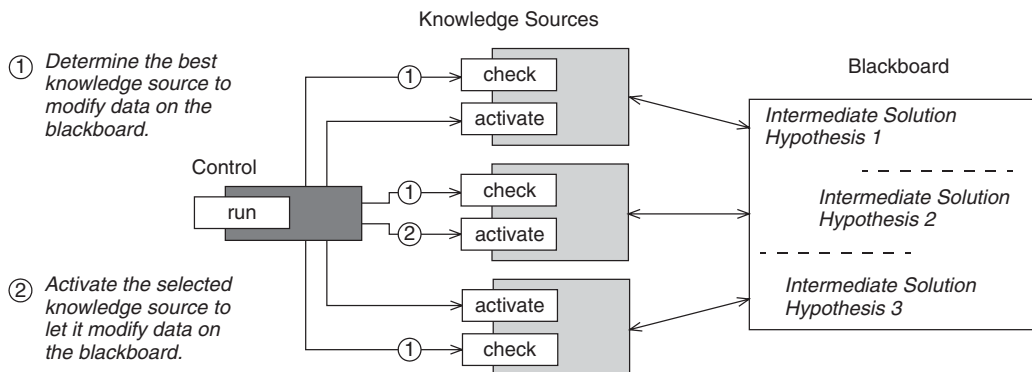 Knowledge Sources
① Determine the best
knowledge source to
modify data on the
blackboard.
Control
run
1
check
activate
1
check
2
activate
activate
1
check
② Activate the selected
knowledge source to
let it modify data on
the blackboard.
Blackboard
Intermediate Solution
Hypothesis 1
Intermediate Solution
Hypothesis 2
Intermediate Solution
Hypothesis 3